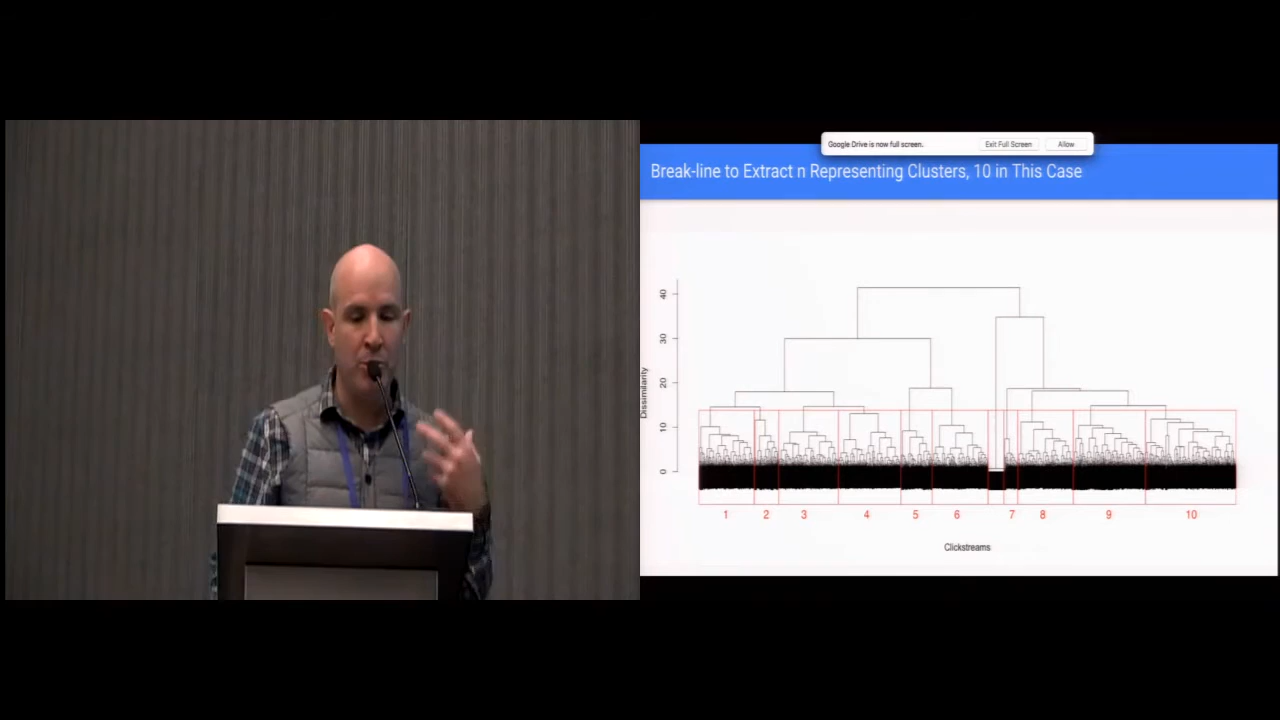 Google Drive is now full screen.
Exit Full Screen
Allow
Break-line to Extract n Representing Clusters, 10 in This Case
Dissimilarity
40
30
20
10
0
1 2 3 4 5 6 7 8 9 10
Clickstreams